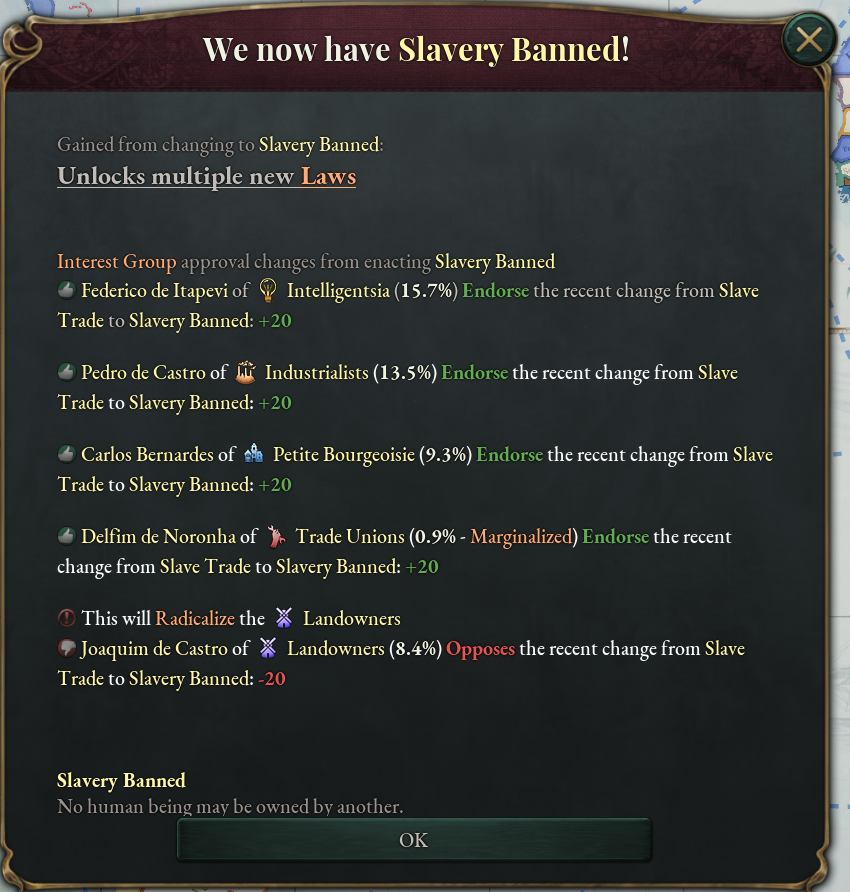 We now have Slavery Banned!
Gained from changing to Slavery Banned:
Unlocks multiple new Laws
Interest Group approval changes from enacting Slavery Banned
Federico de Itapevi of Intelligentsia (15.7%) Endorse the recent change from Slave
Trade to Slavery Banned: +20
Pedro de Castro of Industrialists (13.5%) Endorse the recent change from Slave
Trade to Slavery Banned: +20
Carlos Bernardes of Petite Bourgeoisie (9.3%) Endorse the recent change from Slave
Trade to Slavery Banned: +20
Delfim de Noronha of Trade Unions (0.9% - Marginalized) Endorse the recent
change from Slave Trade to Slavery Banned: +20
This will Radicalize the Landowners
Joaquim de Castro of Landowners (8.4%) Opposes the recent change from Slave
Trade to Slavery Banned: -20
Slavery Banned
No human being may be owned by another.
OK